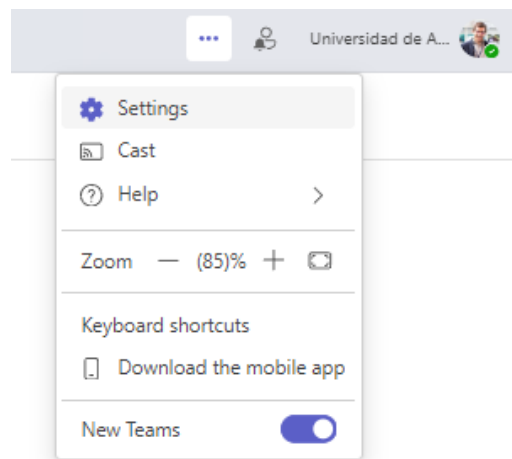 Universidad de A...
Settings
Cast
Help
Zoom — (85)% +
Keyboard shortcuts
Download the mobile app
New Teams